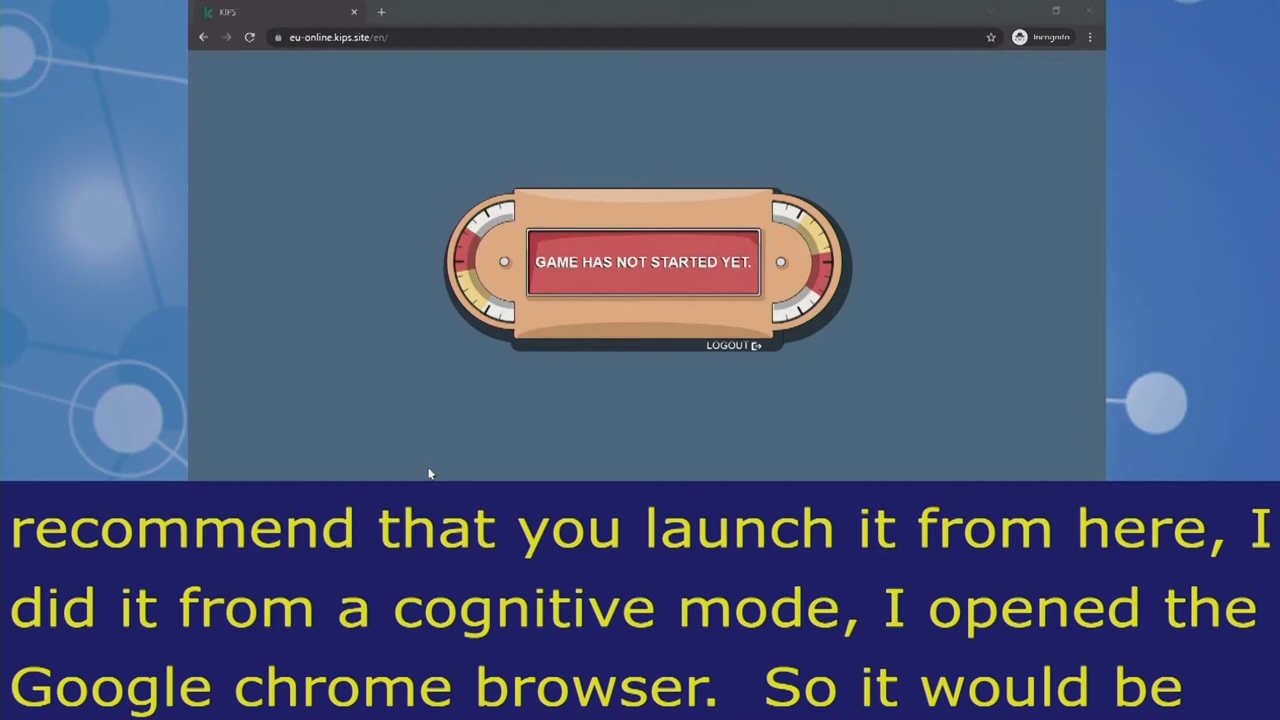 KIPS
eu-online.kips.site/en/
Incognito
GAME HAS NOT STARTED YET.
LOGOUT
recommend that you launch it from here, I
did it from a cognitive mode, I opened the
Google chrome browser.  So it would be